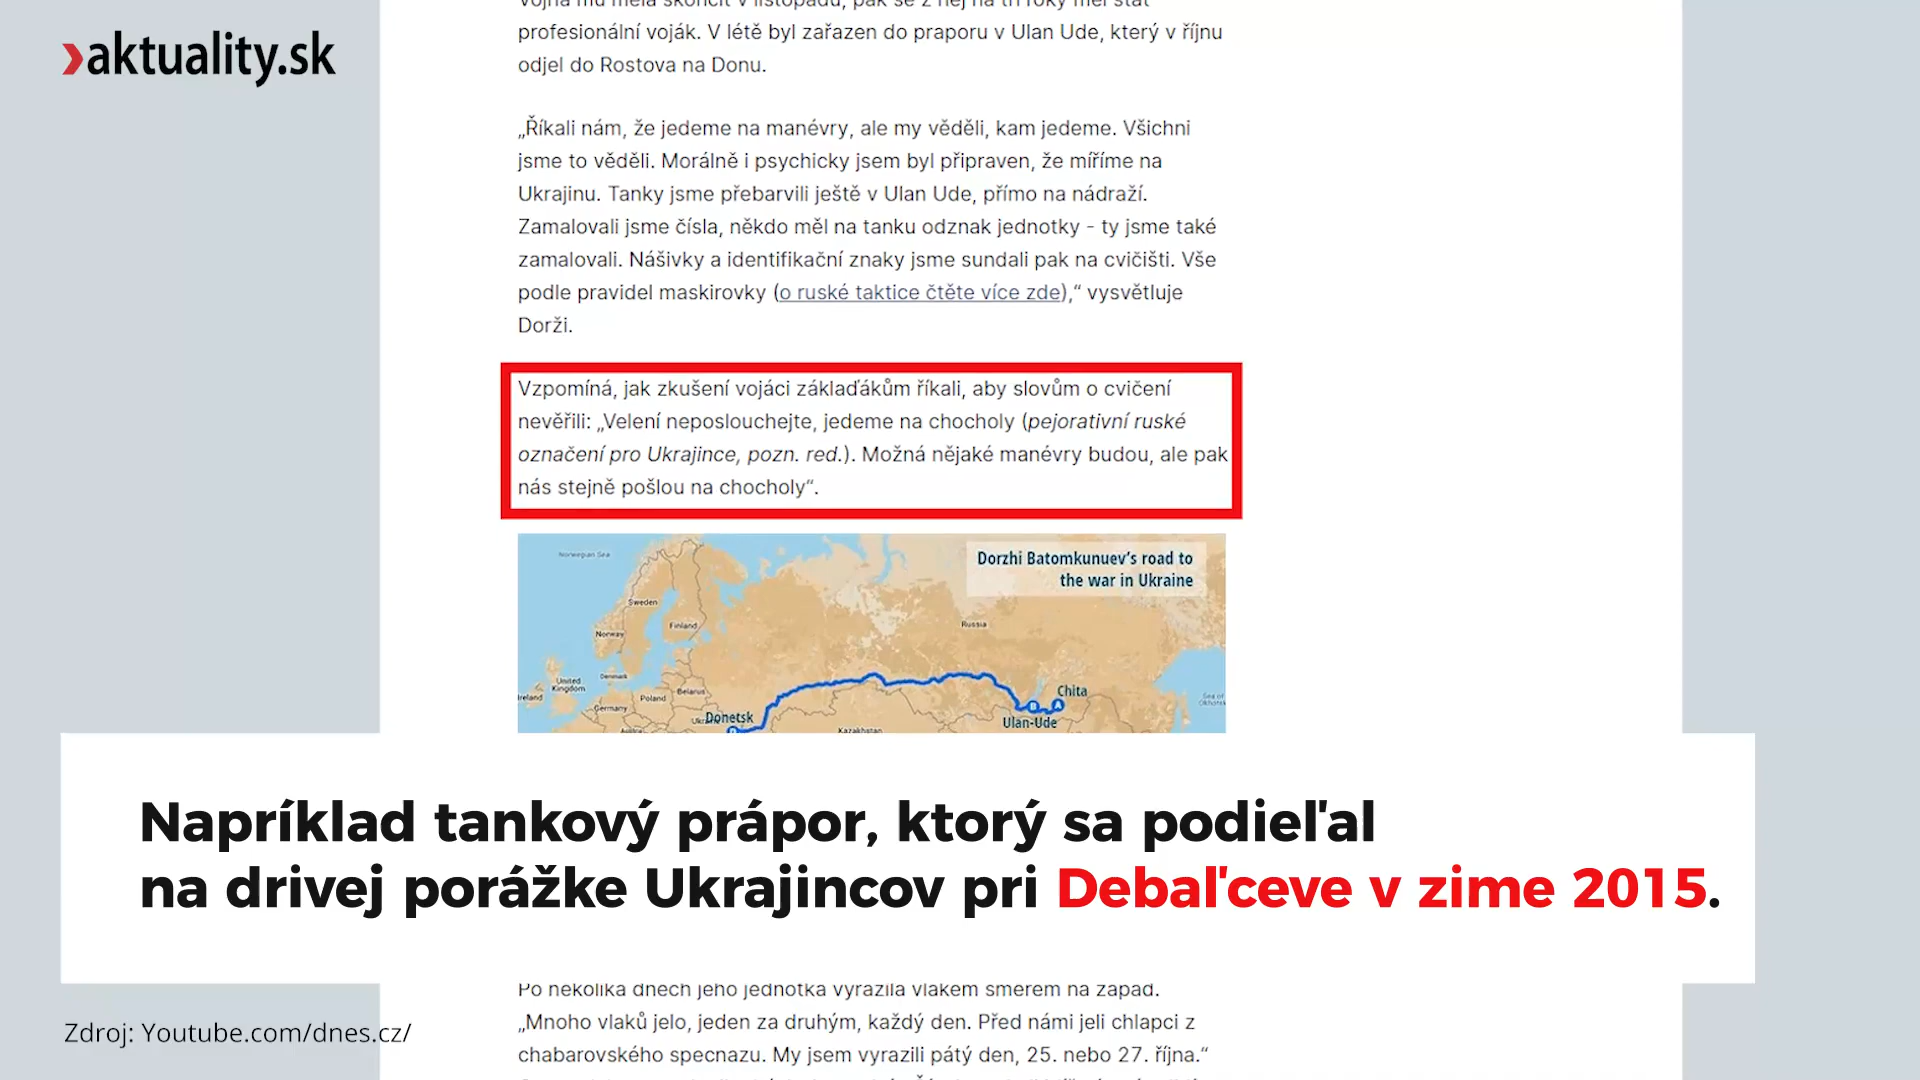 aktuality.sk
profesionální voják. V létě byl zařazen do praporu v Ulan Ude, který v říjnu
odjel do Rostova na Donu.
„Říkali nám, že jedeme na manévry, ale my věděli, kam jedeme. Všichni
jsme to věděli. Morálně i psychicky jsem byl připraven, že míříme na
Ukrajinu. Tanky jsme přebarvili ještě v Ulan Ude, přímo na nádraží.
Zamalovali jsme čísla, někdo měl na tanku odznak jednotky - ty jsme také
zamalovali. Nášivky a identifikační znaky jsme sundali pak na cvičišti. Vše
podle pravidel maskirovky (o ruské taktice čtěte více zde),“ vysvětluje
Dorži.
Vzpomíná, jak zkušení vojáci základ́ákům říkali, aby slovům o cvičení
nevěřili: „Velení neposlouchejte, jedeme na chocholy (pejorativní ruské
označení pro Ukrajince, pozn. red.). Možná nějaké manévry budou, ale pak
nás stejně pošlou na chocholy“.
Dorzhi Batomkunuev’s road to
the war in Ukraine
Norwegian Sea
Sweden
Finland
Norway
Russia
United
Kingdom
Denmark
Ireland
Poland
Belarus
Germany
Chita
Donetsk
Ulan-Ude
Kazakhstan
Sea of
Napríklad tankový prápor, ktorý sa podieľal
na drivej porážke Ukrajincov pri Debaľceve v zime 2015.
Po několika dnech jeho jednotka vyrazila vlakem směrem na západ.
„Mnoho vlaků jelo, jeden za druhým, každý den. Před námi jeli chlapci z
chabarovského specnazu. My jsem vyrazili pátý den, 25. nebo 27. října.“
Zdroj: Youtube.com/dnes.cz/